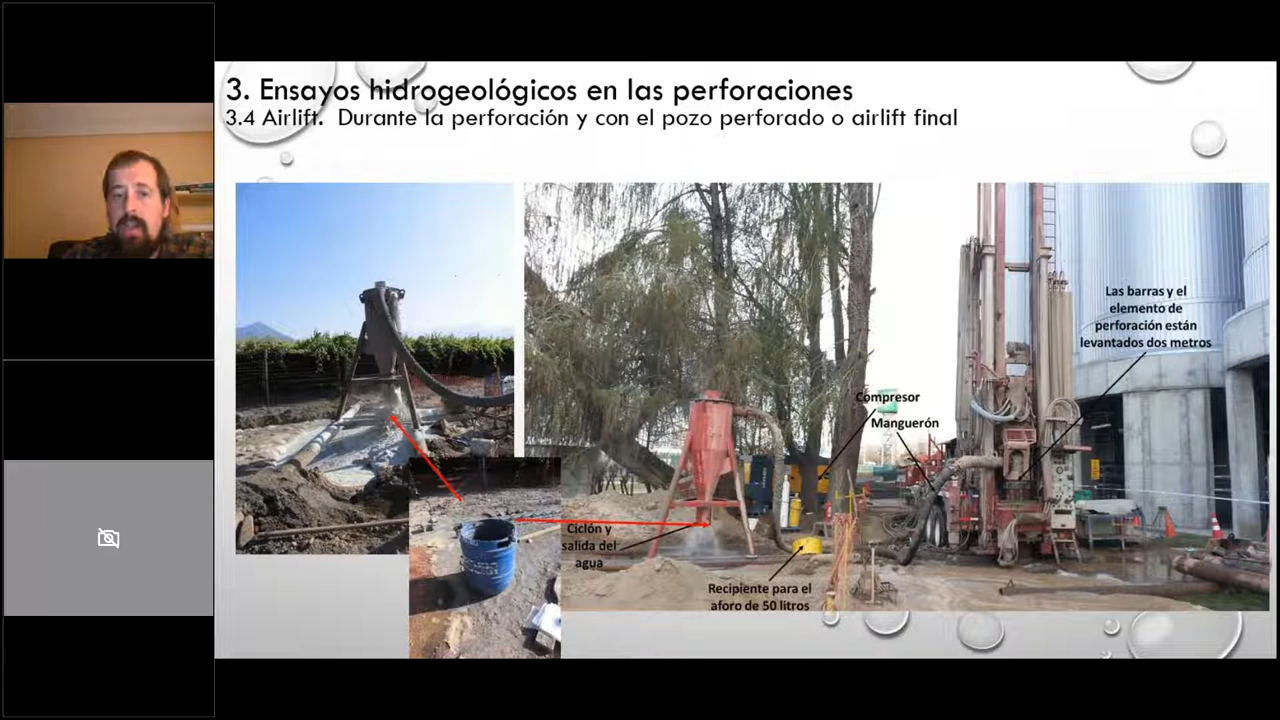 3. Ensayos hidrogeológicos en las perforaciones
3.4 Airlift. Durante la perforación y con el pozo perforado o airlift final
Las barras y el
elemento de
perforación están
levantados dos metros
Compresor
Manguerón
Ciclón y
salida del
agua
Recipiente para el
aforo de 50 litros